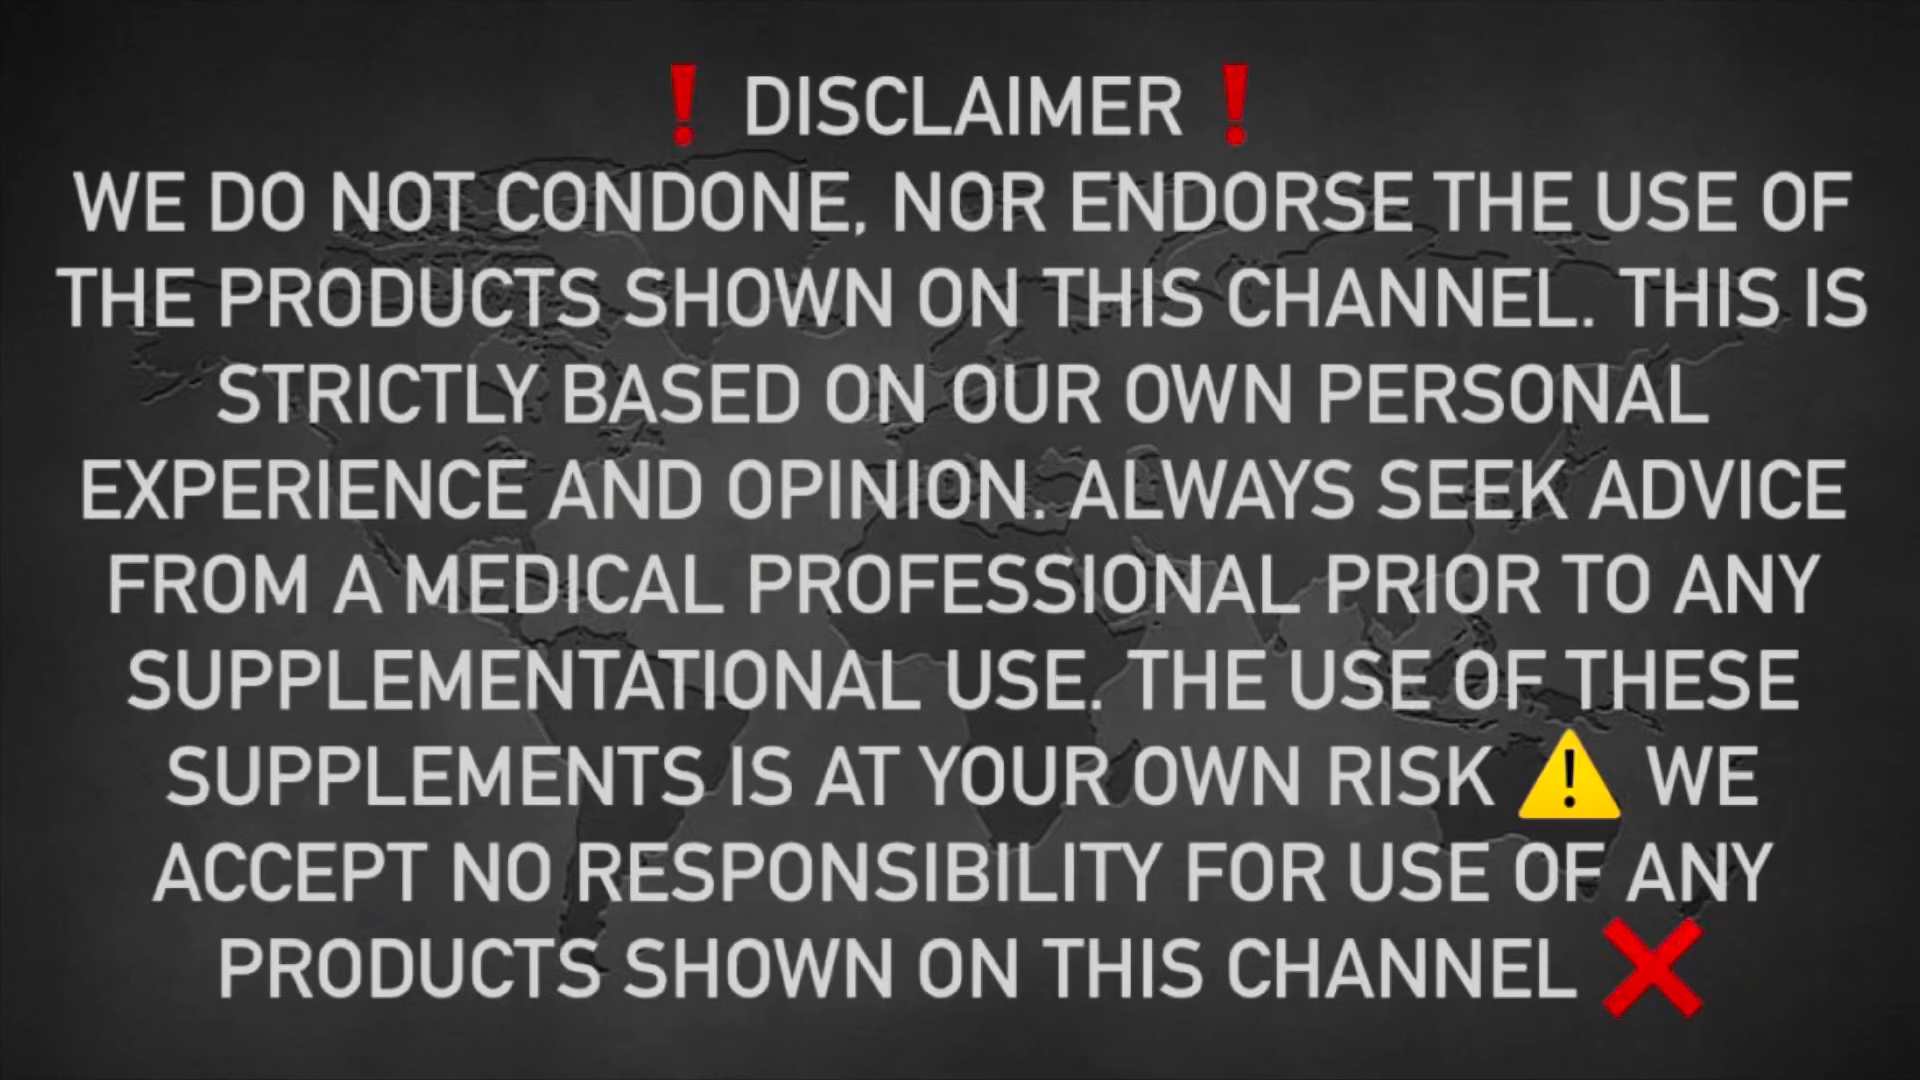 ❗ DISCLAIMER ❗
WE DO NOT CONDONE, NOR ENDORSE THE USE OF
THE PRODUCTS SHOWN ON THIS CHANNEL. THIS IS
STRICTLY BASED ON OUR OWN PERSONAL
EXPERIENCE AND OPINION. ALWAYS SEEK ADVICE
FROM A MEDICAL PROFESSIONAL PRIOR TO ANY
SUPPLEMENTATIONAL USE. THE USE OF THESE
SUPPLEMENTS IS AT YOUR OWN RISK ⚠️ WE
ACCEPT NO RESPONSIBILITY FOR USE OF ANY
PRODUCTS SHOWN ON THIS CHANNEL ❌